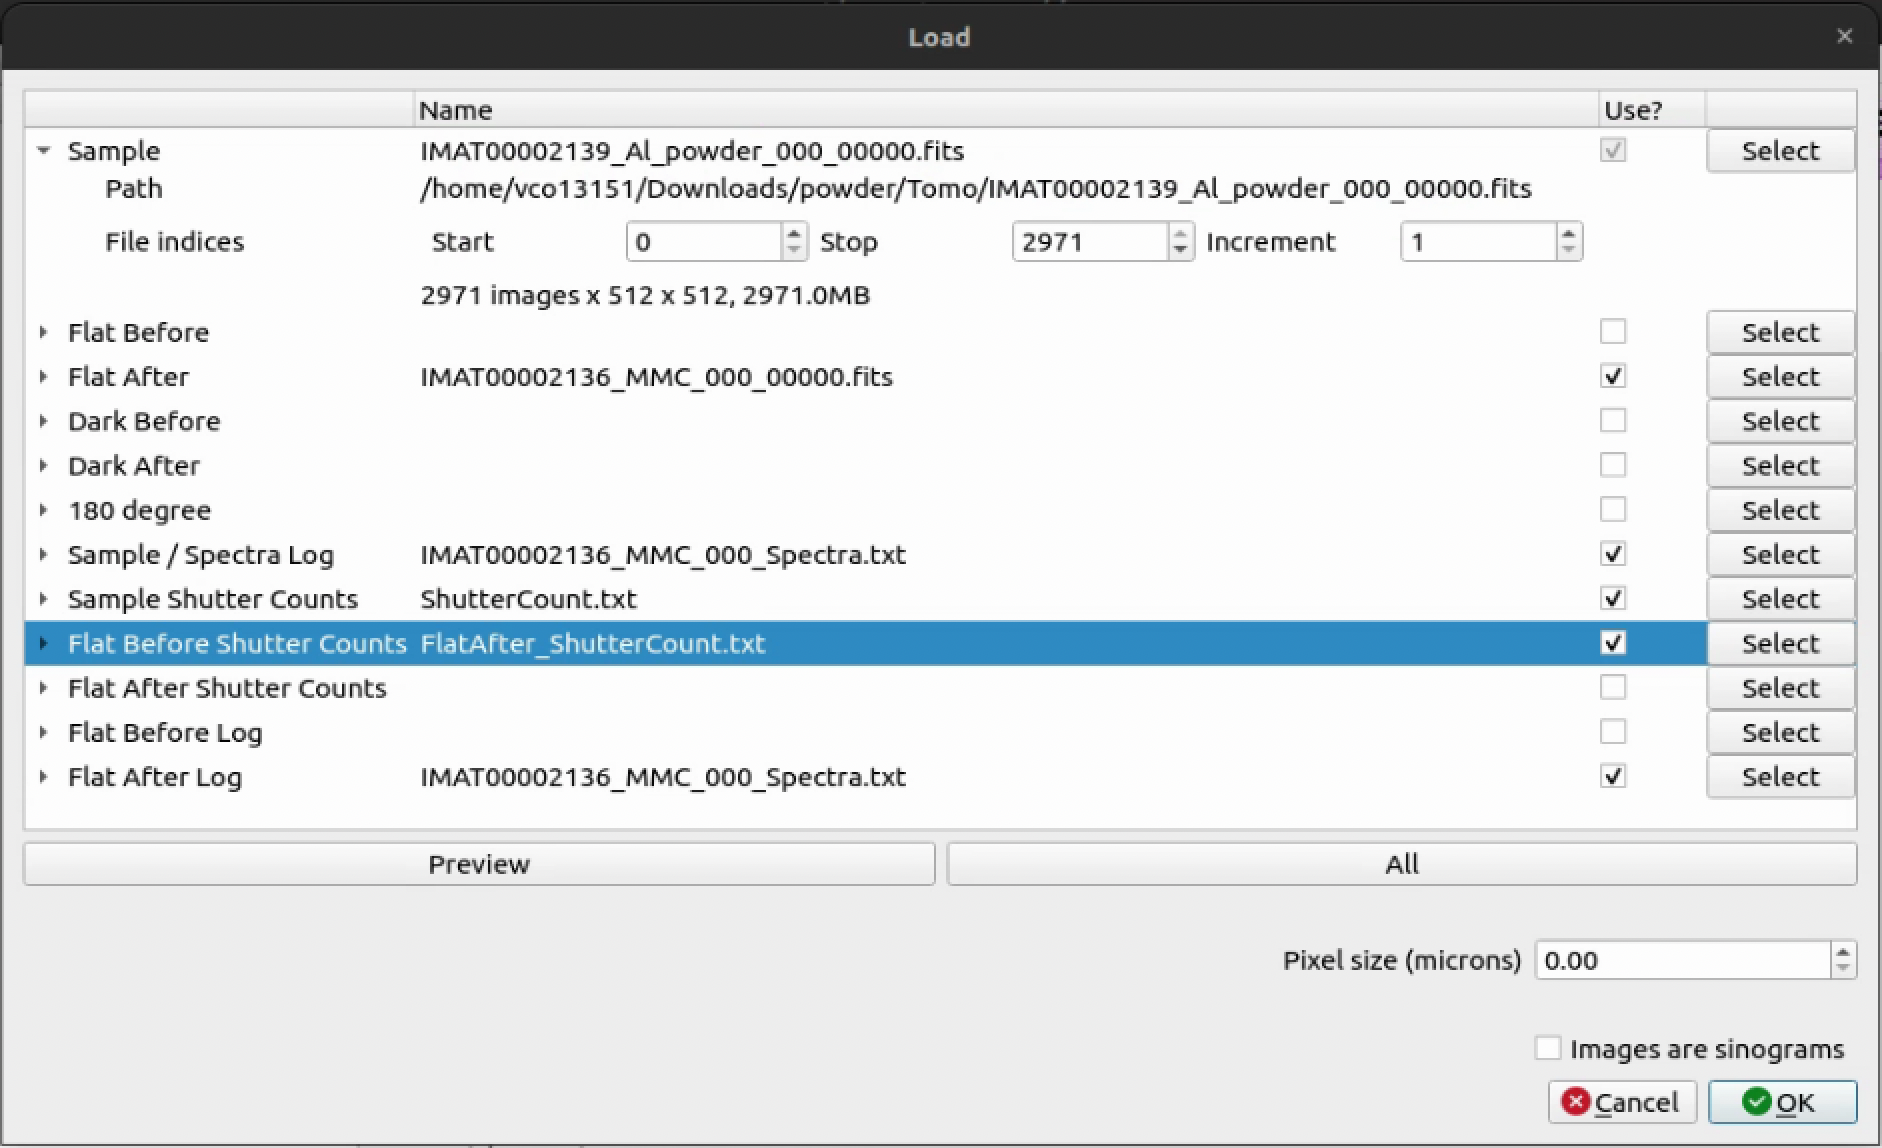 Load
Name Use?
Sample IMAT00002139_Al_powder_000_00000.fits Select
Path /home/vco13151/Downloads/powder/Tomo/IMAT00002139_Al_powder_000_00000.fits
File indices Start 0 Stop 2971 Increment 1
2971 images x 512 x 512, 2971.0MB
Flat Before Select
Flat After IMAT00002136_MMC_000_00000.fits Select
Dark Before Select
Dark After Select
180 degree Select
Sample / Spectra Log IMAT00002136_MMC_000_Spectra.txt Select
Sample Shutter Counts ShutterCount.txt Select
Flat Before Shutter Counts FlatAfter_ShutterCount.txt Select
Flat After Shutter Counts Select
Flat Before Log Select
Flat After Log IMAT00002136_MMC_000_Spectra.txt Select
Preview All
Pixel size (microns) 0.00
Images are sinograms
Cancel OK